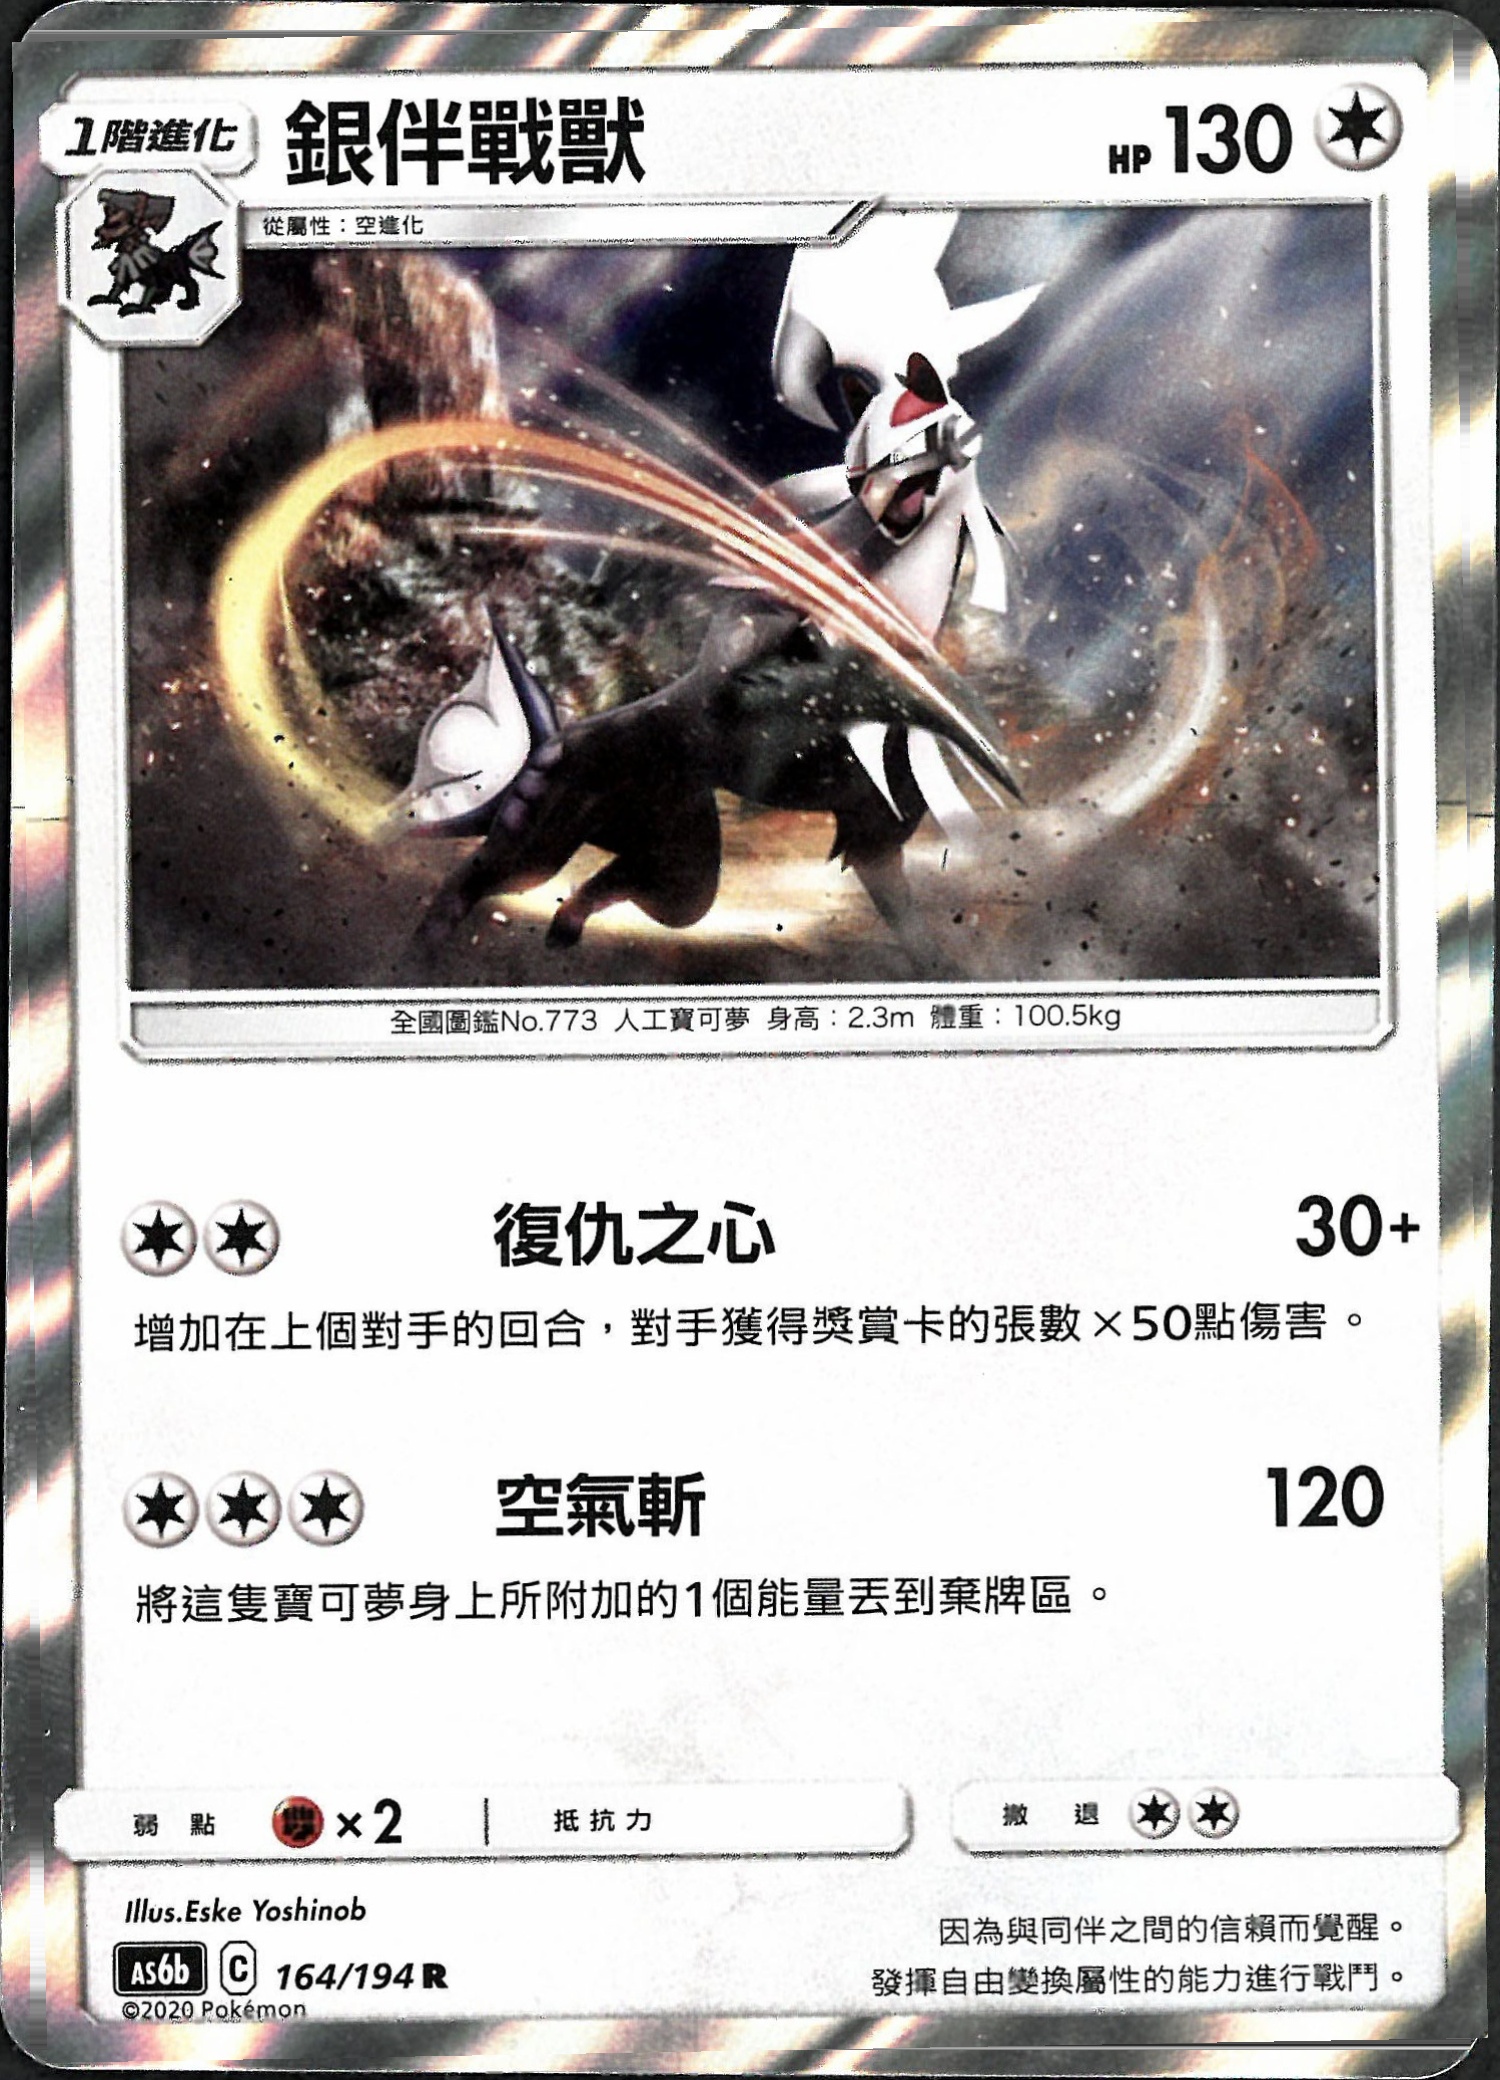 1階進化
銀伴戰獸
HP 130
從屬性：空進化
全國圖鑑No.773 人工寶可夢 身高：2.3m 體重：100.5kg
復仇之心 30+
增加在上個對手的回合，對手獲得獎賞卡的張數×50點傷害。
空氣斬 120
將這隻寶可夢身上所附加的1個能量丟到棄牌區。
弱點 ×2 抵抗力 撤退
Illus.Eske Yoshinob
因為與同伴之間的信賴而覺醒。
AS6b C 164/194 R
發揮自由變換屬性的能力進行戰鬥。
©2020 Pokémon